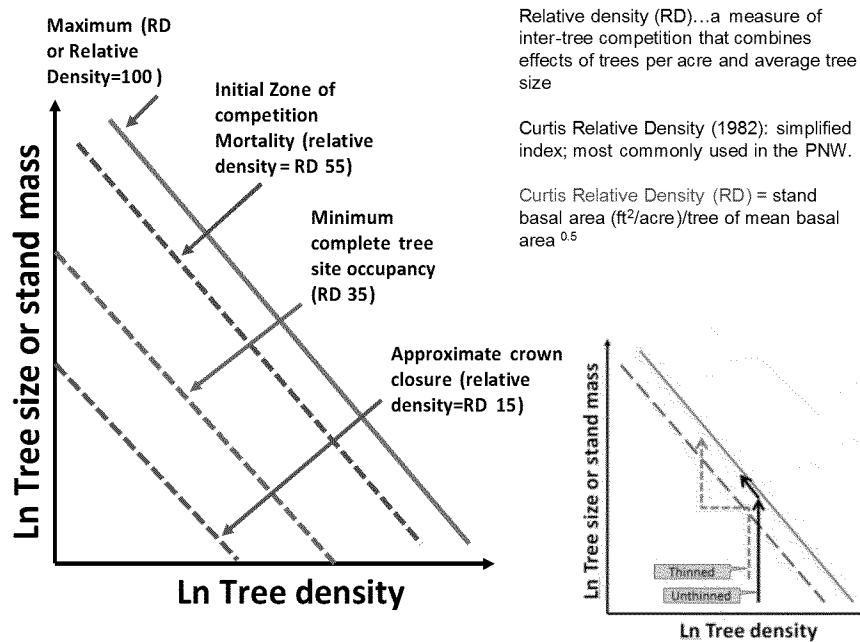 Maximum (RD
or Relative
Density=100 )
Initial Zone of
competition
Mortality (relative
density = RD 55)
Minimum
complete tree
site occupancy
(RD 35)
Approximate crown
closure (relative
density=RD 15)
Ln Tree size or stand mass
Ln Tree density
Relative density (RD)…a measure of
inter-tree competition that combines
effects of trees per acre and average tree
size
Curtis Relative Density (1982): simplified
index; most commonly used in the PNW.
Curtis Relative Density (RD) = stand
basal area (ft²/acre)/tree of mean basal
area 0.5
Ln Tree size or stand mass
Thinned
Unthinned
Ln Tree density